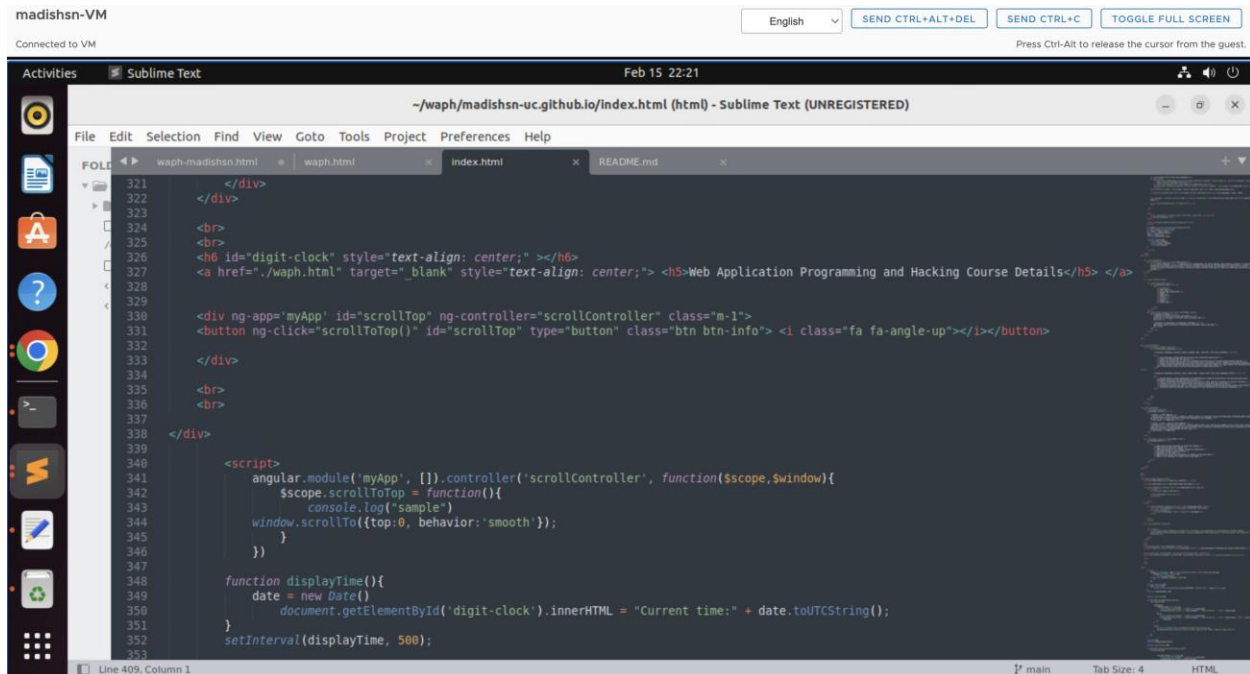 madishsn-VM
English
SEND CTRL+ALT+DEL
SEND CTRL+C
TOGGLE FULL SCREEN
Connected to VM
Press Ctrl-Alt to release the cursor from the guest.
Activities
Sublime Text
Feb 15 22:21
~/waph/madishsn-uc.github.io/index.html (html) - Sublime Text (UNREGISTERED)
File Edit Selection Find View Goto Tools Project Preferences Help
FOLD
waph-madishsn.html
waph.html
index.html
README.md
321 </div>
322 </div>
323
324 <br>
325 <br>
326 <h6 id="digit-clock" style="text-align: center;" ></h6>
327 <a href="./waph.html" target="_blank" style="text-align: center;"> <h5>Web Application Programming and Hacking Course Details</h5> </a>
328
329
330 <div ng-app='myApp' id="scrollTop" ng-controller="scrollController" class="m-1">
331 <button ng-click="scrollToTop()" id="scrollTop" type="button" class="btn btn-info"> <i class="fa fa-angle-up"></i></button>
332
333 </div>
334
335 <br>
336 <br>
337
338 </div>
339
340 <script>
341 angular.module('myApp', []).controller('scrollController', function($scope,$window){
342 $scope.scrollToTop = function(){
343 console.log("sample")
344 window.scrollTo({top:0, behavior:'smooth'});
345 }
346 })
347
348 function displayTime(){
349 date = new Date()
350 document.getElementById('digit-clock').innerHTML = "Current time:" + date.toUTCString();
351 }
352 setInterval(displayTime, 500);
353
Line 409, Column 1
main
Tab Size: 4
HTML